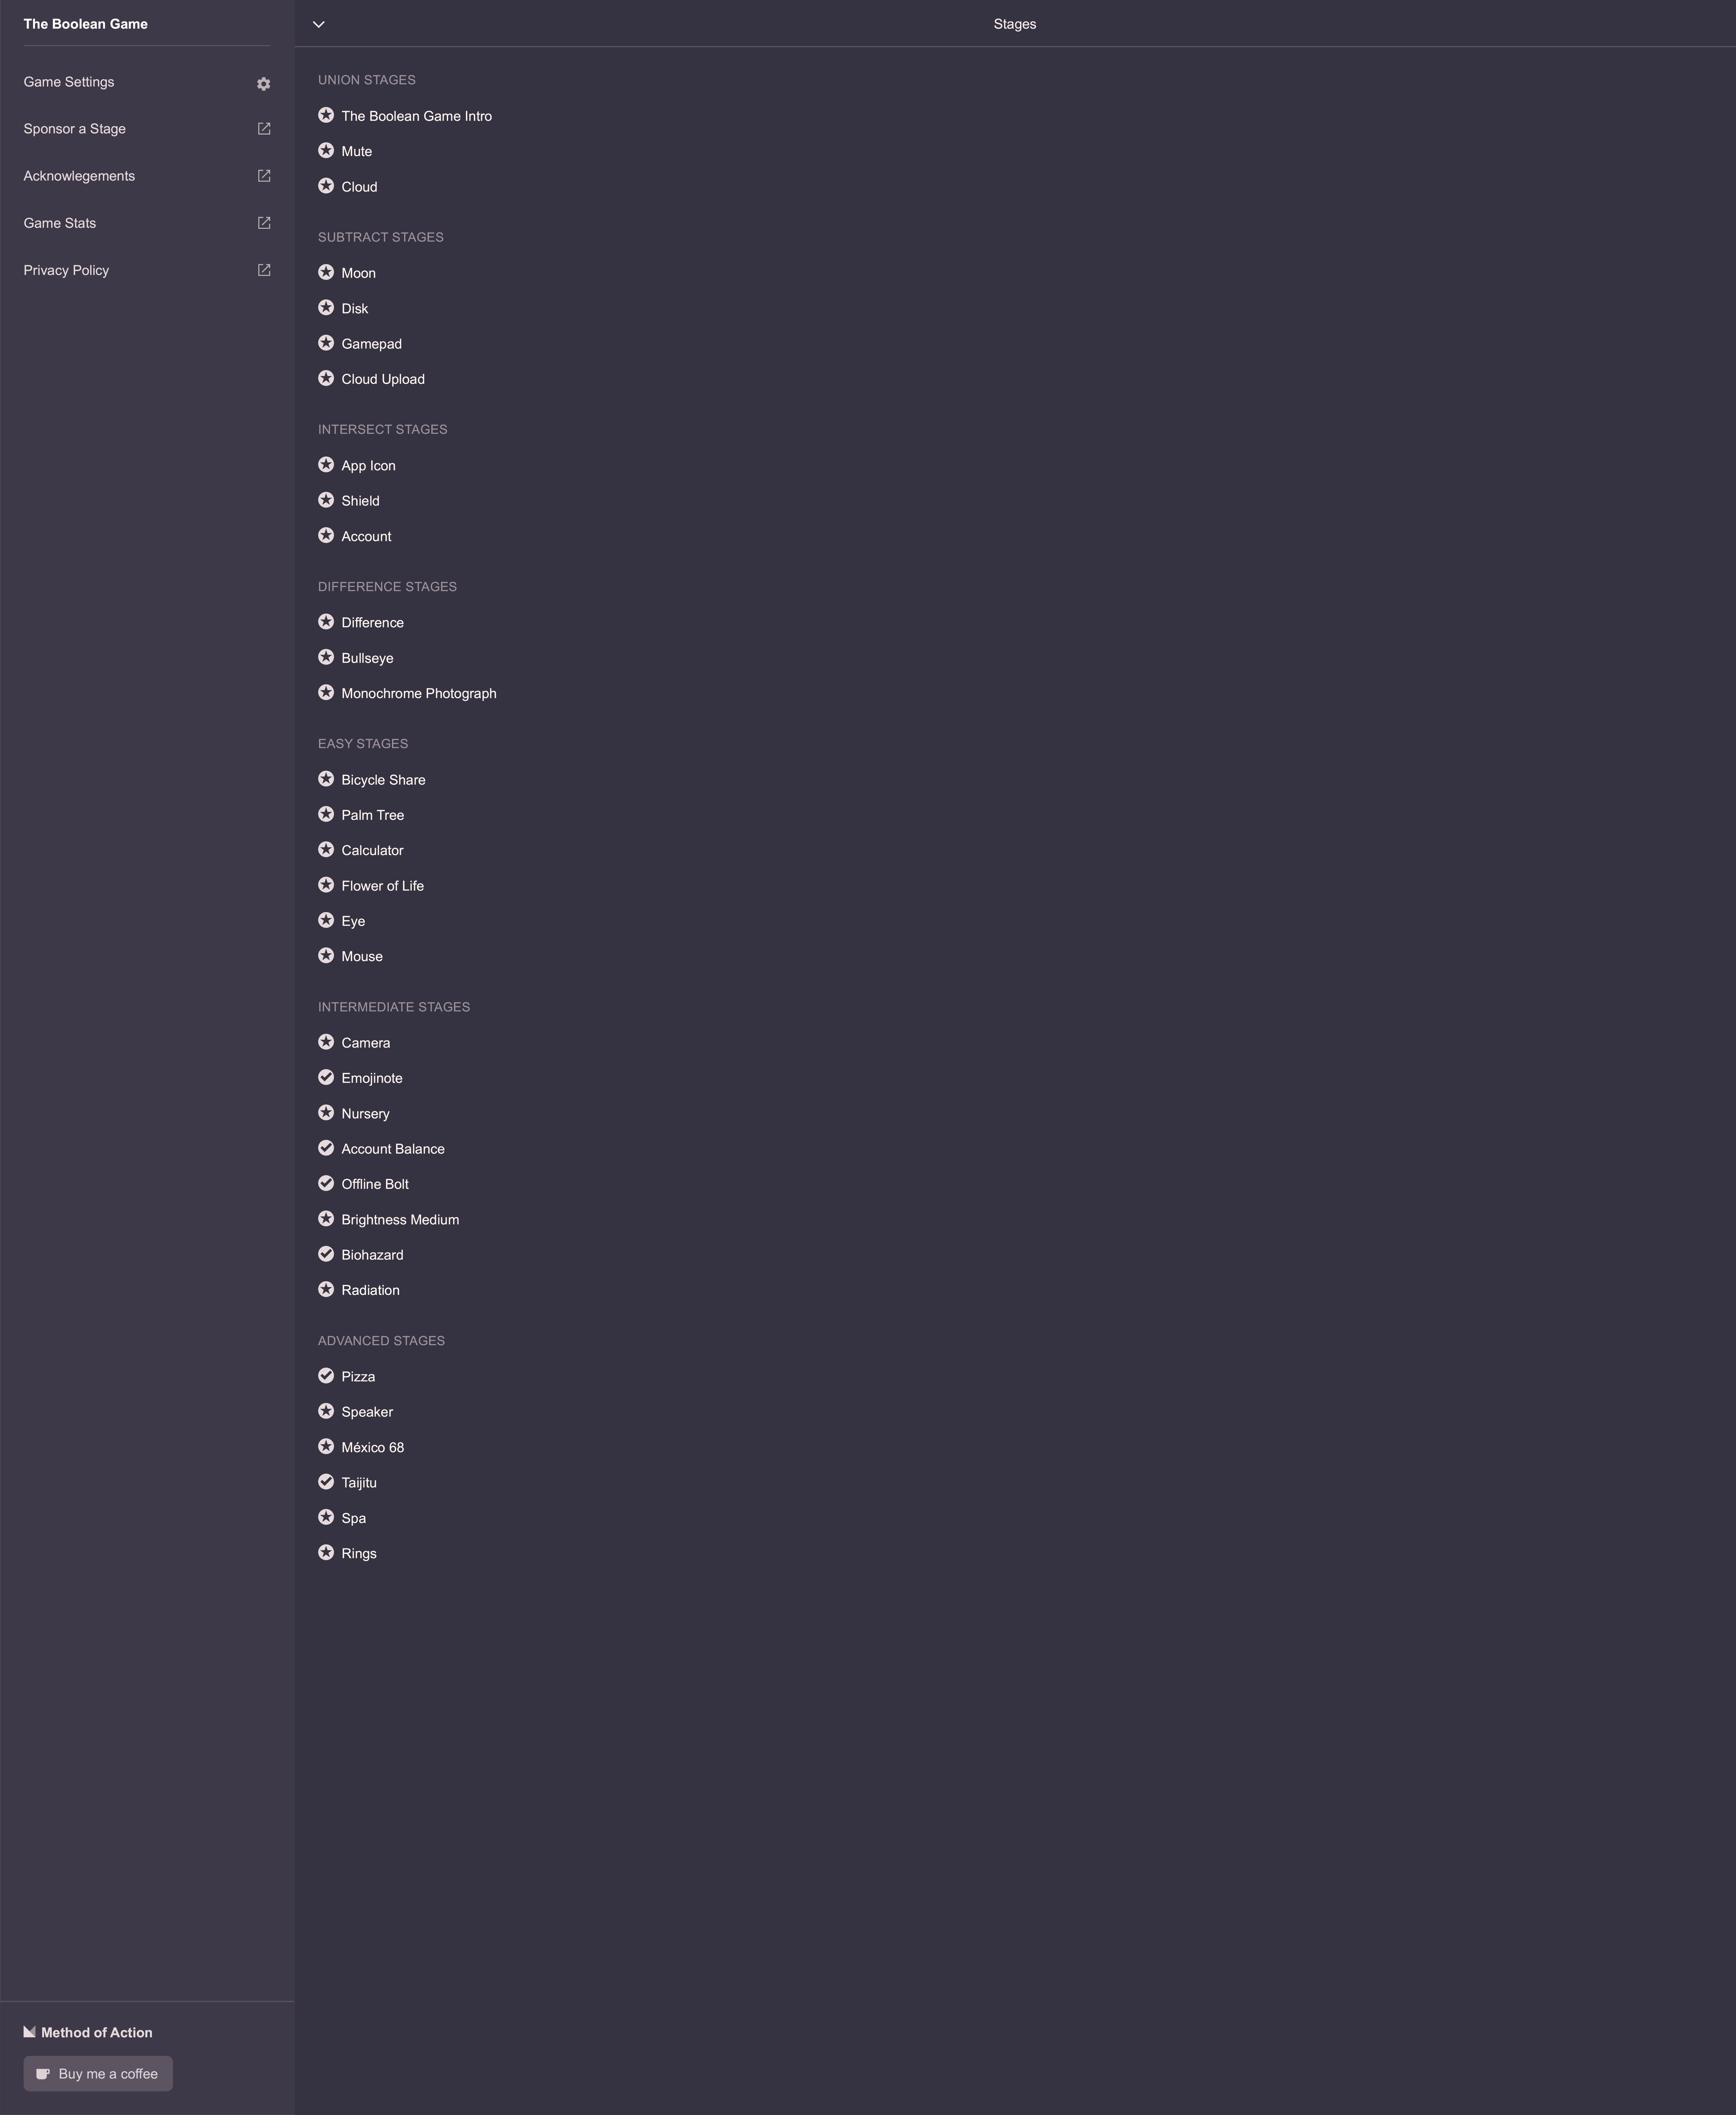 The Boolean Game
Game Settings
Sponsor a Stage
Acknowlegements
Game Stats
Privacy Policy
Method of Action
Buy me a coffee
Stages
UNION STAGES
The Boolean Game Intro
Mute
Cloud
SUBTRACT STAGES
Moon
Disk
Gamepad
Cloud Upload
INTERSECT STAGES
App Icon
Shield
Account
DIFFERENCE STAGES
Difference
Bullseye
Monochrome Photograph
EASY STAGES
Bicycle Share
Palm Tree
Calculator
Flower of Life
Eye
Mouse
INTERMEDIATE STAGES
Camera
Emojinote
Nursery
Account Balance
Offline Bolt
Brightness Medium
Biohazard
Radiation
ADVANCED STAGES
Pizza
Speaker
México 68
Taijitu
Spa
Rings